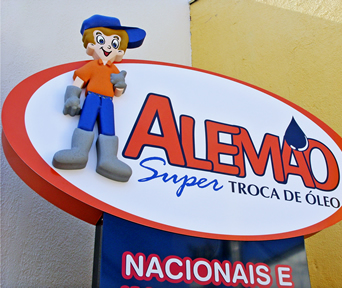 ALEMÃO
Super TROCA DE ÓLEO
NACIONAIS E